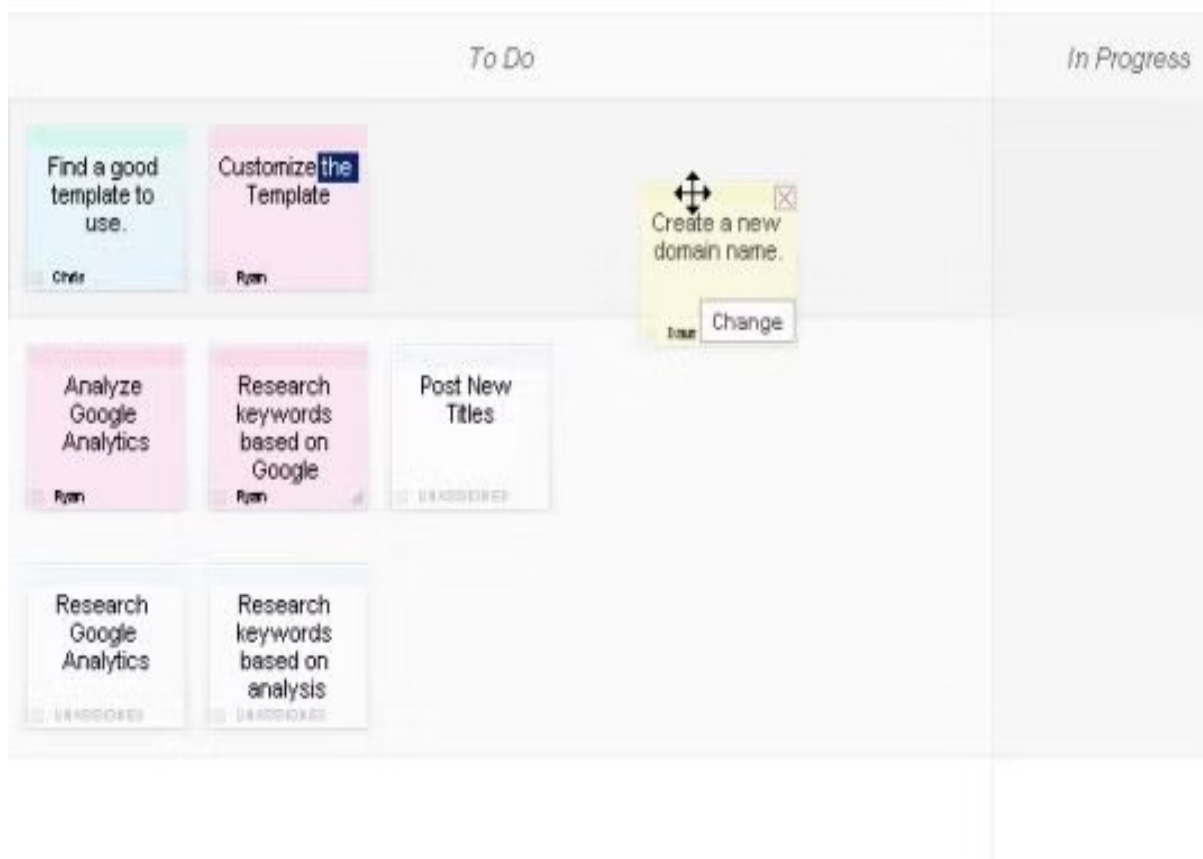 To Do
In Progress
Find a good
template to
use.
Chris
Customize the
Template
Ryan
Create a new
domain name.
Change
Analyze
Google
Analytics
Ryan
Research
keywords
based on
Google
Ryan
Post New
Titles
UNASSIGNED
Research
Google
Analytics
UNASSIGNED
Research
keywords
based on
analysis
UNASSIGNED